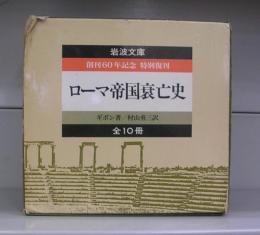 岩波文庫
創刊60年記念 特別復刊
ローマ帝国衰亡史
ギボン著／村山勇三訳
全10冊